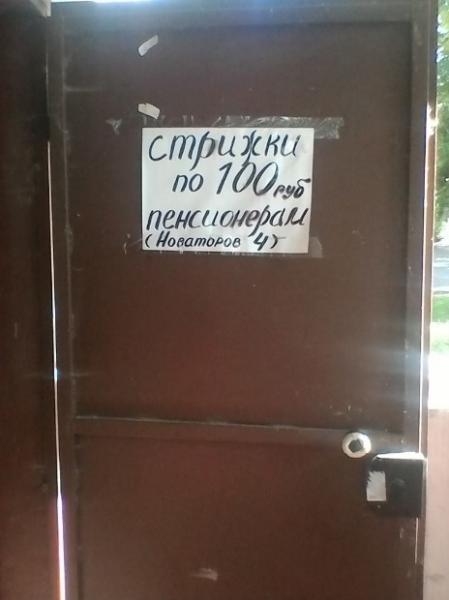 стрижки
по 100 руб
пенсионерам
(Новаторов 4)